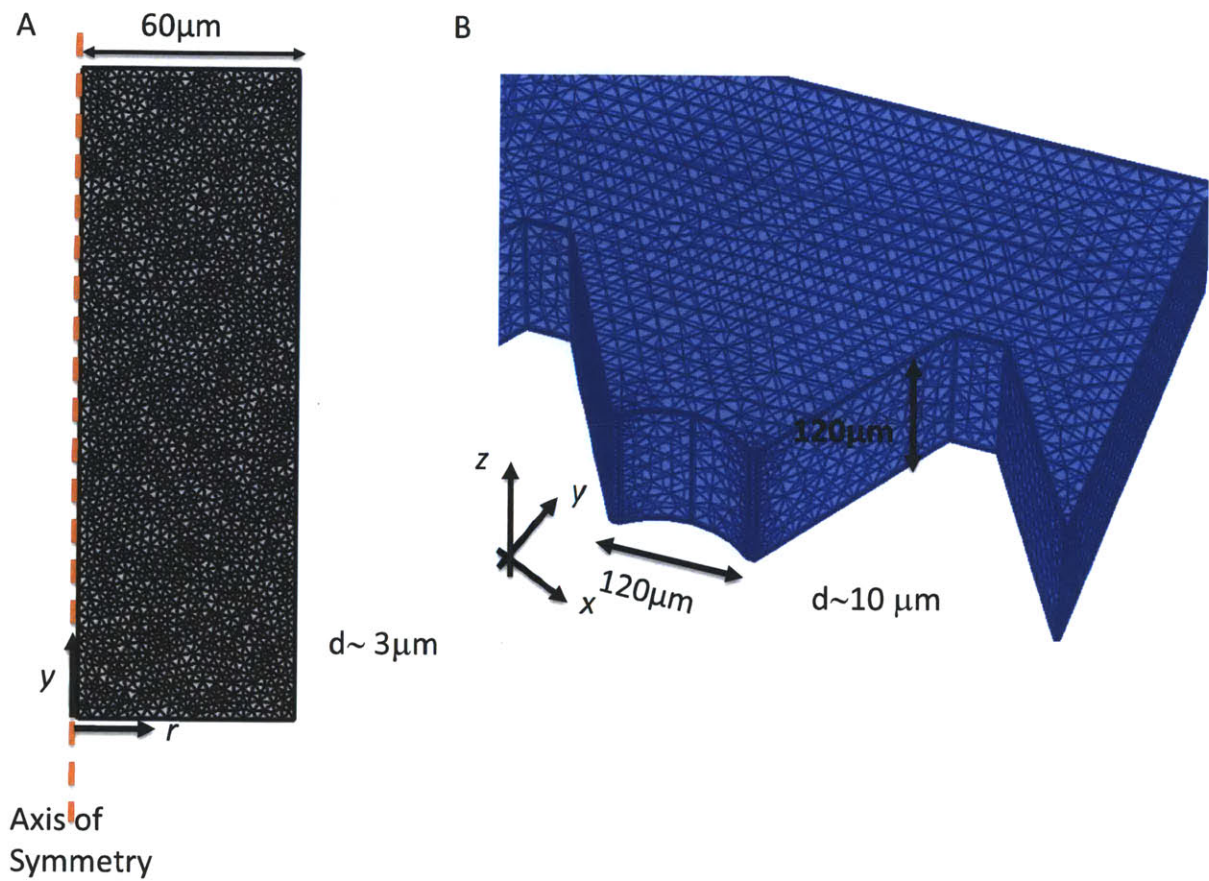 A
60μm
B
120μm
z
y
x
120μm
d~10 μm
d~ 3μm
y
r
Axis of
Symmetry